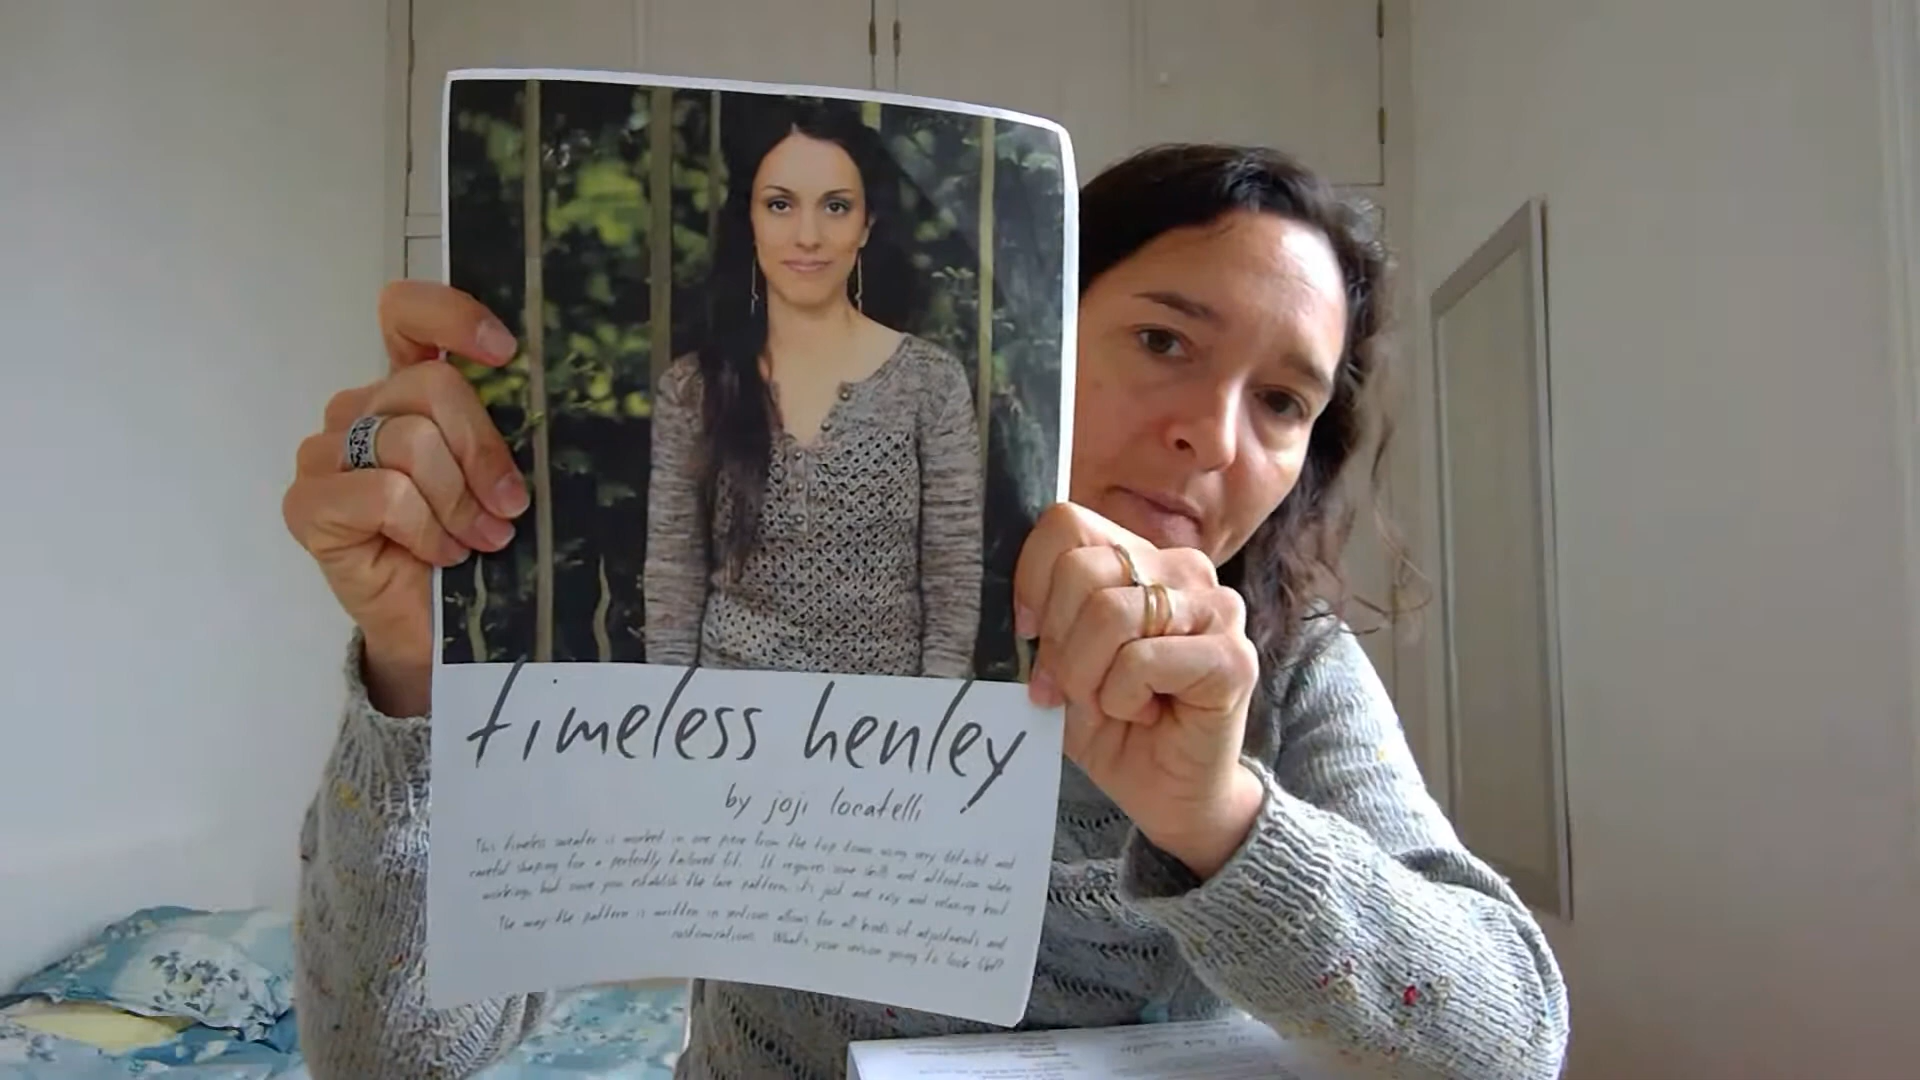 timeless henley
by joji locatelli
This timeless sweater is worked in one piece from the top down using very detailed and
careful shaping for a perfectly tailored fit. It requires some skills and attention when
working, but once you establish the lace pattern, it's just and easy and relaxing knit.
The way the pattern is written in sections allows for all kinds of adjustments and
customizations. What's your version going to look like?